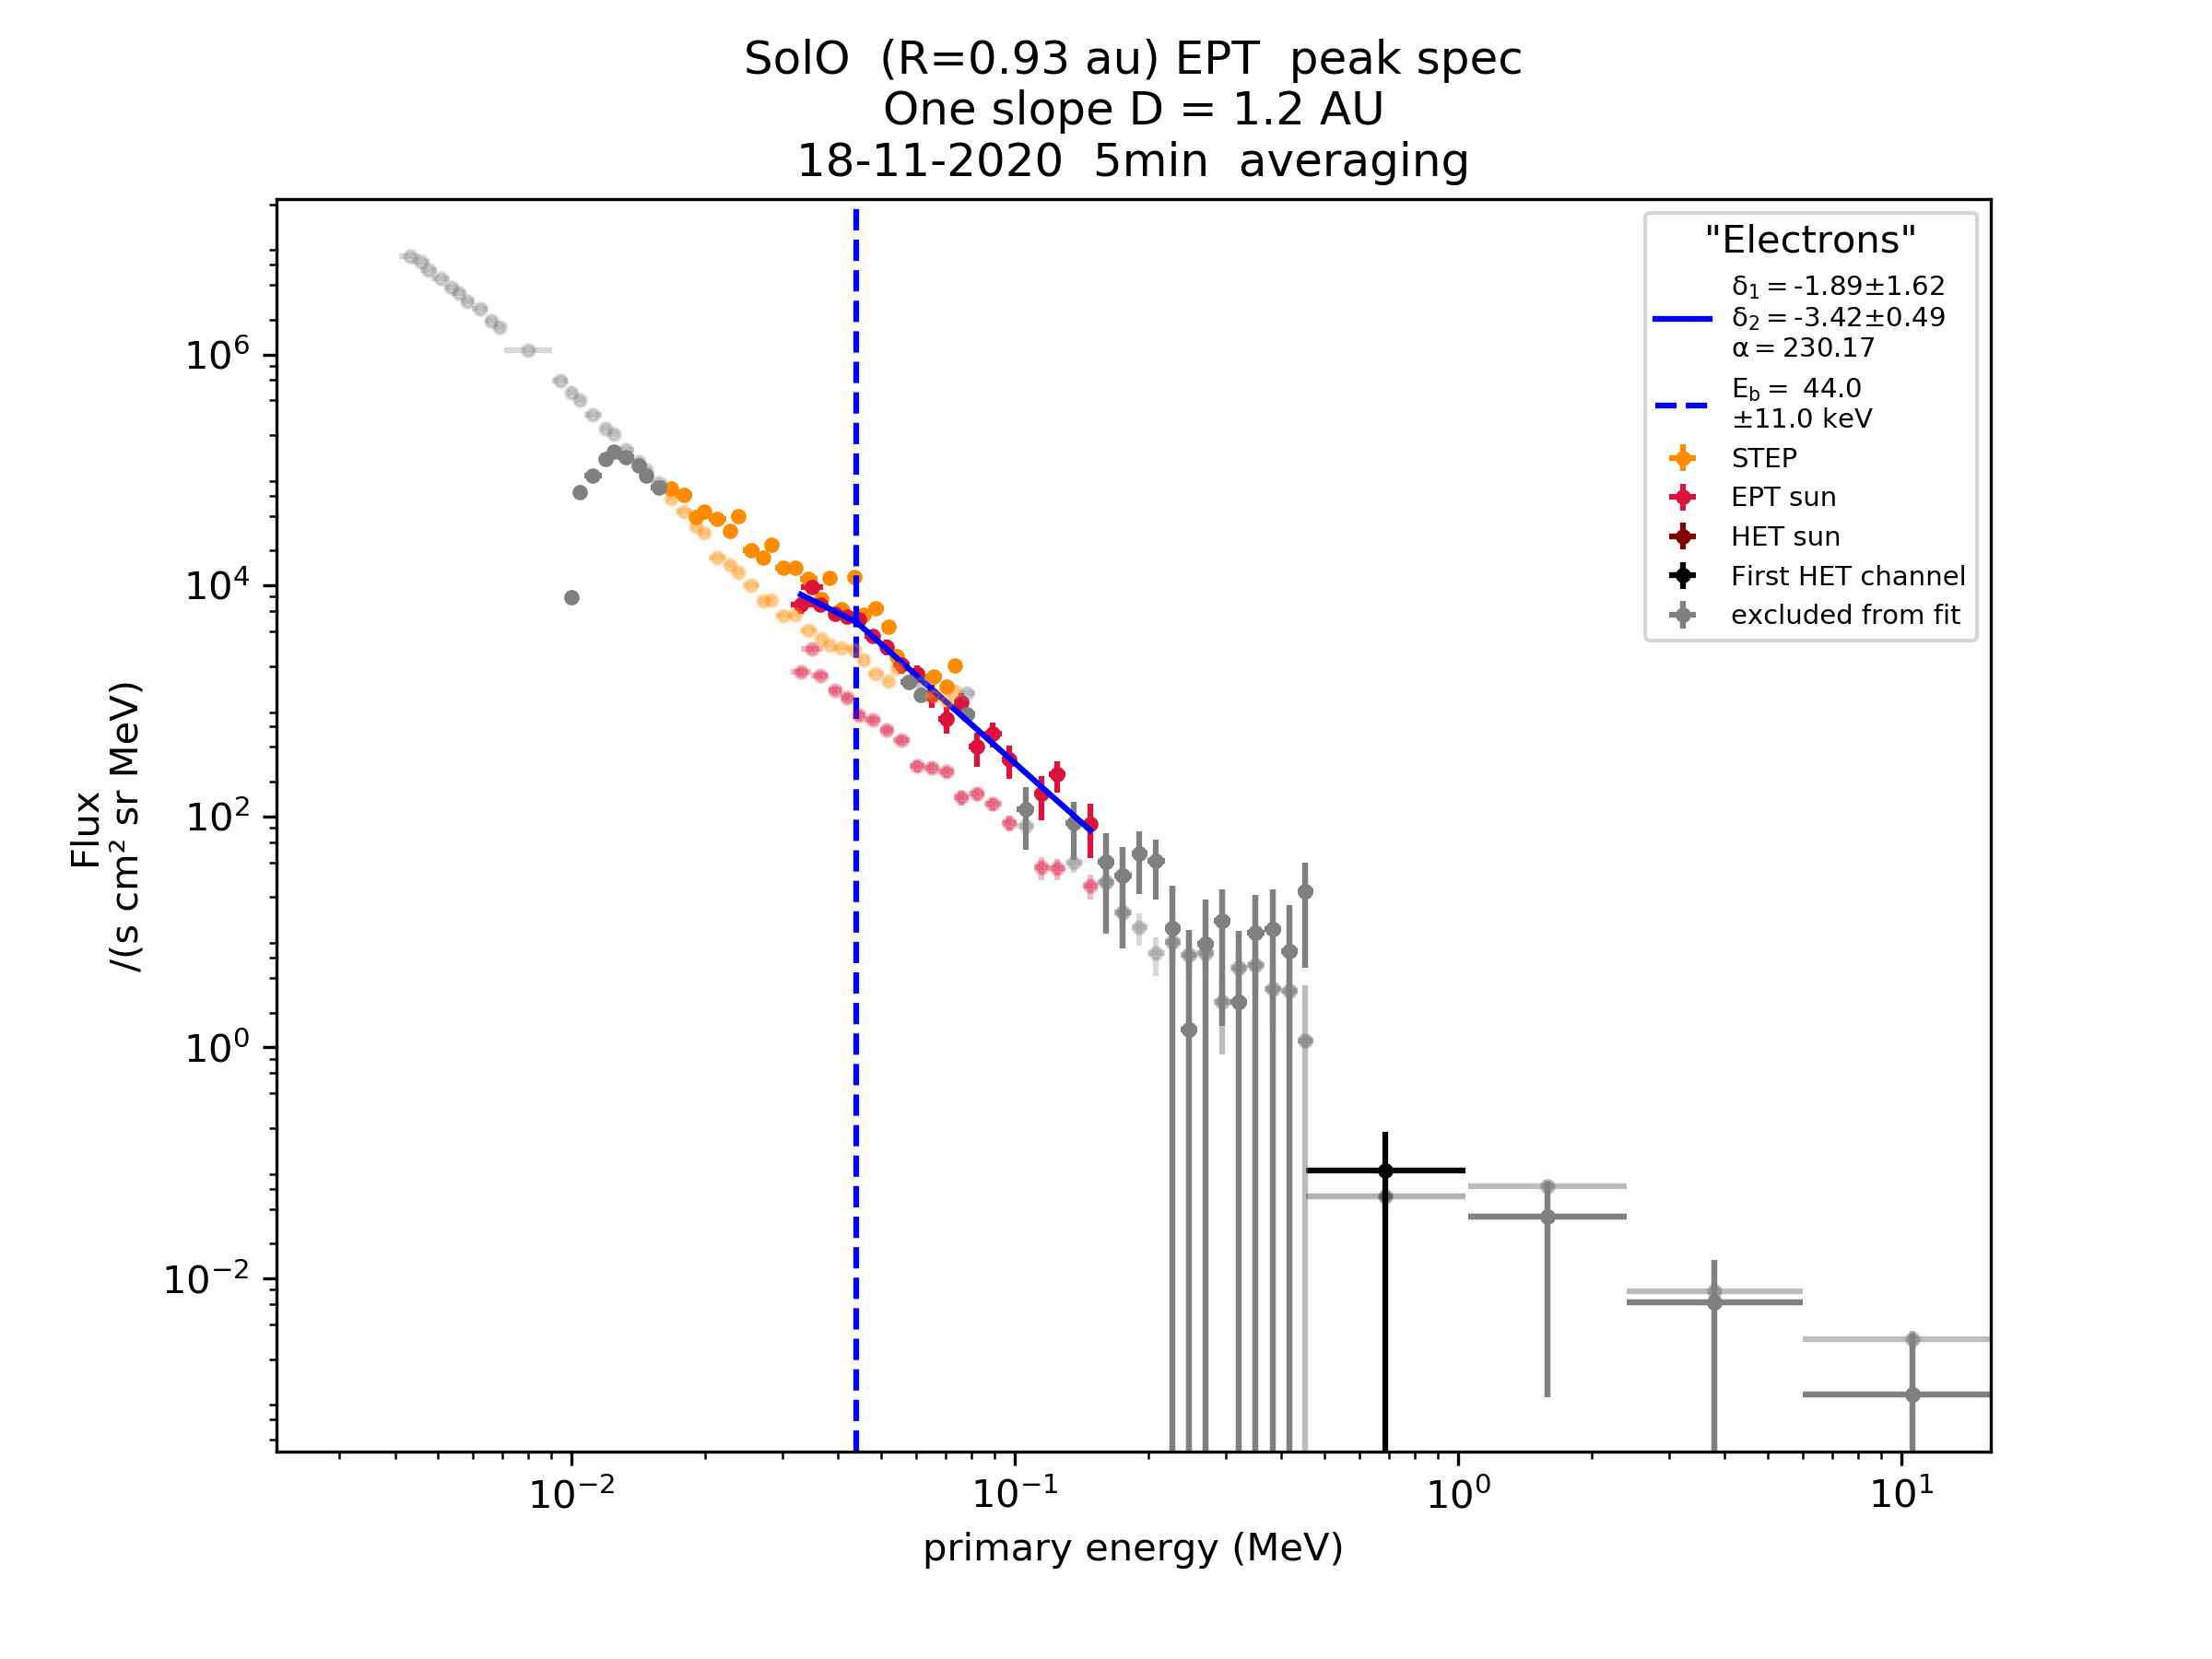 SolO (R=0.93 au) EPT peak spec
One slope D = 1.2 AU
18-11-2020 5min averaging
"Electrons"
δ₁ = -1.89±1.62
δ₂ = -3.42±0.49
α = 230.17
E_b = 44.0
±11.0 keV
STEP
EPT sun
HET sun
First HET channel
excluded from fit
Flux
/(s cm² sr MeV)
10⁶
10⁴
10²
10⁰
10⁻²
10⁻²
10⁻¹
10⁰
10¹
primary energy (MeV)